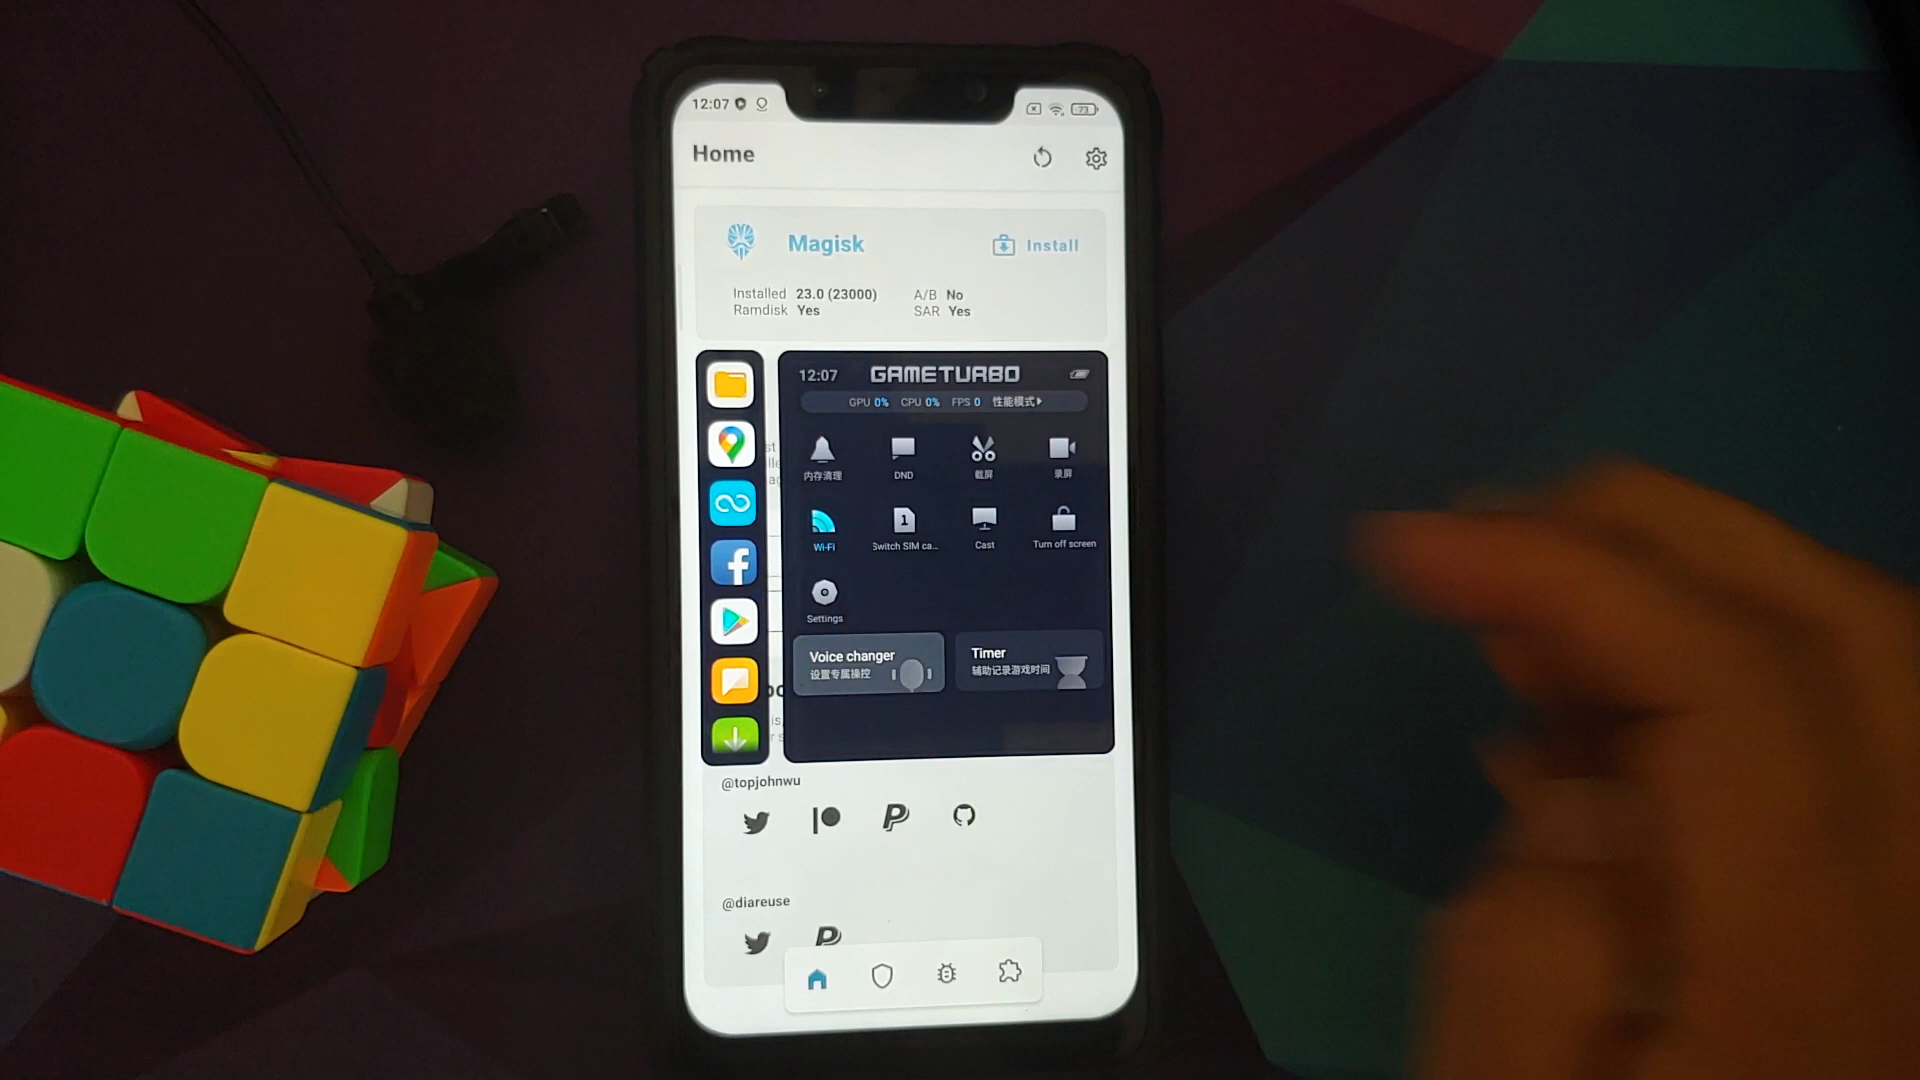 12:07
73
Home
Magisk
Install
Installed 23.0 (23000)
A/B No
Ramdisk Yes
SAR Yes
12:07
GAMETURBO
GPU 0% CPU 0% FPS 0 性能模式
内存清理
DND
截屏
录屏
Wi-Fi
Switch SIM ca...
Cast
Turn off screen
Settings
Voice changer
设置专属操控
Timer
辅助记录游戏时间
@topjohnwu
@diareuse